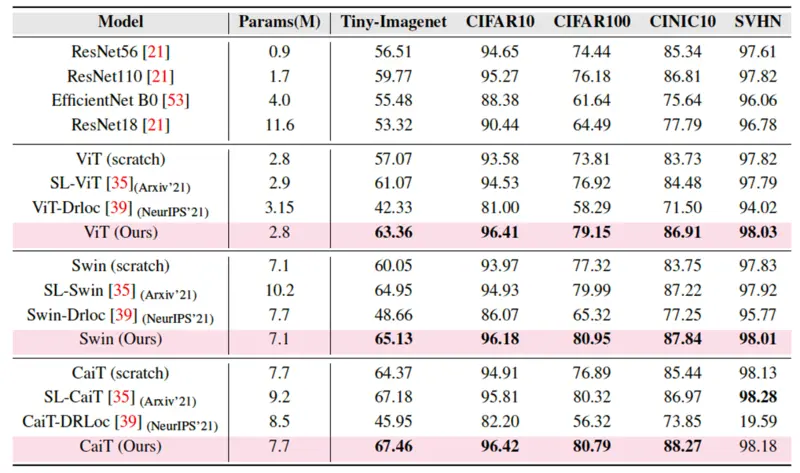 Model Params(M) Tiny-Imagenet CIFAR10 CIFAR100 CINIC10 SVHN
ResNet56 [21] 0.9 56.51 94.65 74.44 85.34 97.61
ResNet110 [21] 1.7 59.77 95.27 76.18 86.81 97.82
EfficientNet B0 [53] 4.0 55.48 88.38 61.64 75.64 96.06
ResNet18 [21] 11.6 53.32 90.44 64.49 77.79 96.78
ViT (scratch) 2.8 57.07 93.58 73.81 83.73 97.82
SL-ViT [35](Arxiv'21) 2.9 61.07 94.53 76.92 84.48 97.79
ViT-Drloc [39] (NeurIPS'21) 3.15 42.33 81.00 58.29 71.50 94.02
ViT (Ours) 2.8 63.36 96.41 79.15 86.91 98.03
Swin (scratch) 7.1 60.05 93.97 77.32 83.75 97.83
SL-Swin [35] (Arxiv'21) 10.2 64.95 94.93 79.99 87.22 97.92
Swin-Drloc [39] (NeurIPS'21) 7.7 48.66 86.07 65.32 77.25 95.77
Swin (Ours) 7.1 65.13 96.18 80.95 87.84 98.01
CaiT (scratch) 7.7 64.37 94.91 76.89 85.44 98.13
SL-CaiT [35] (Arxiv'21) 9.2 67.18 95.81 80.32 86.97 98.28
CaiT-DRLoc [39] (NeurIPS'21) 8.5 45.95 82.20 56.32 73.85 19.59
CaiT (Ours) 7.7 67.46 96.42 80.79 88.27 98.18